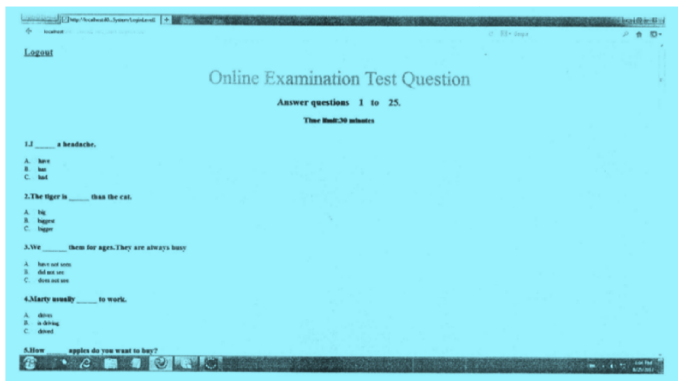 localhost
Logout
Online Examination Test Question
Answer questions 1 to 25.
Time limit:30 minutes
1.I _____ a headache.
A. have
B. has
C. had
2.The tiger is _____ than the cat.
A. big
B. biggest
C. bigger
3.We ______ them for ages.They are always busy
A. have not seen
B. did not see
C. does not see
4.Marty usually _____ to work.
A. drives
B. is driving
C. drived
5.How _____ apples do you want to buy?